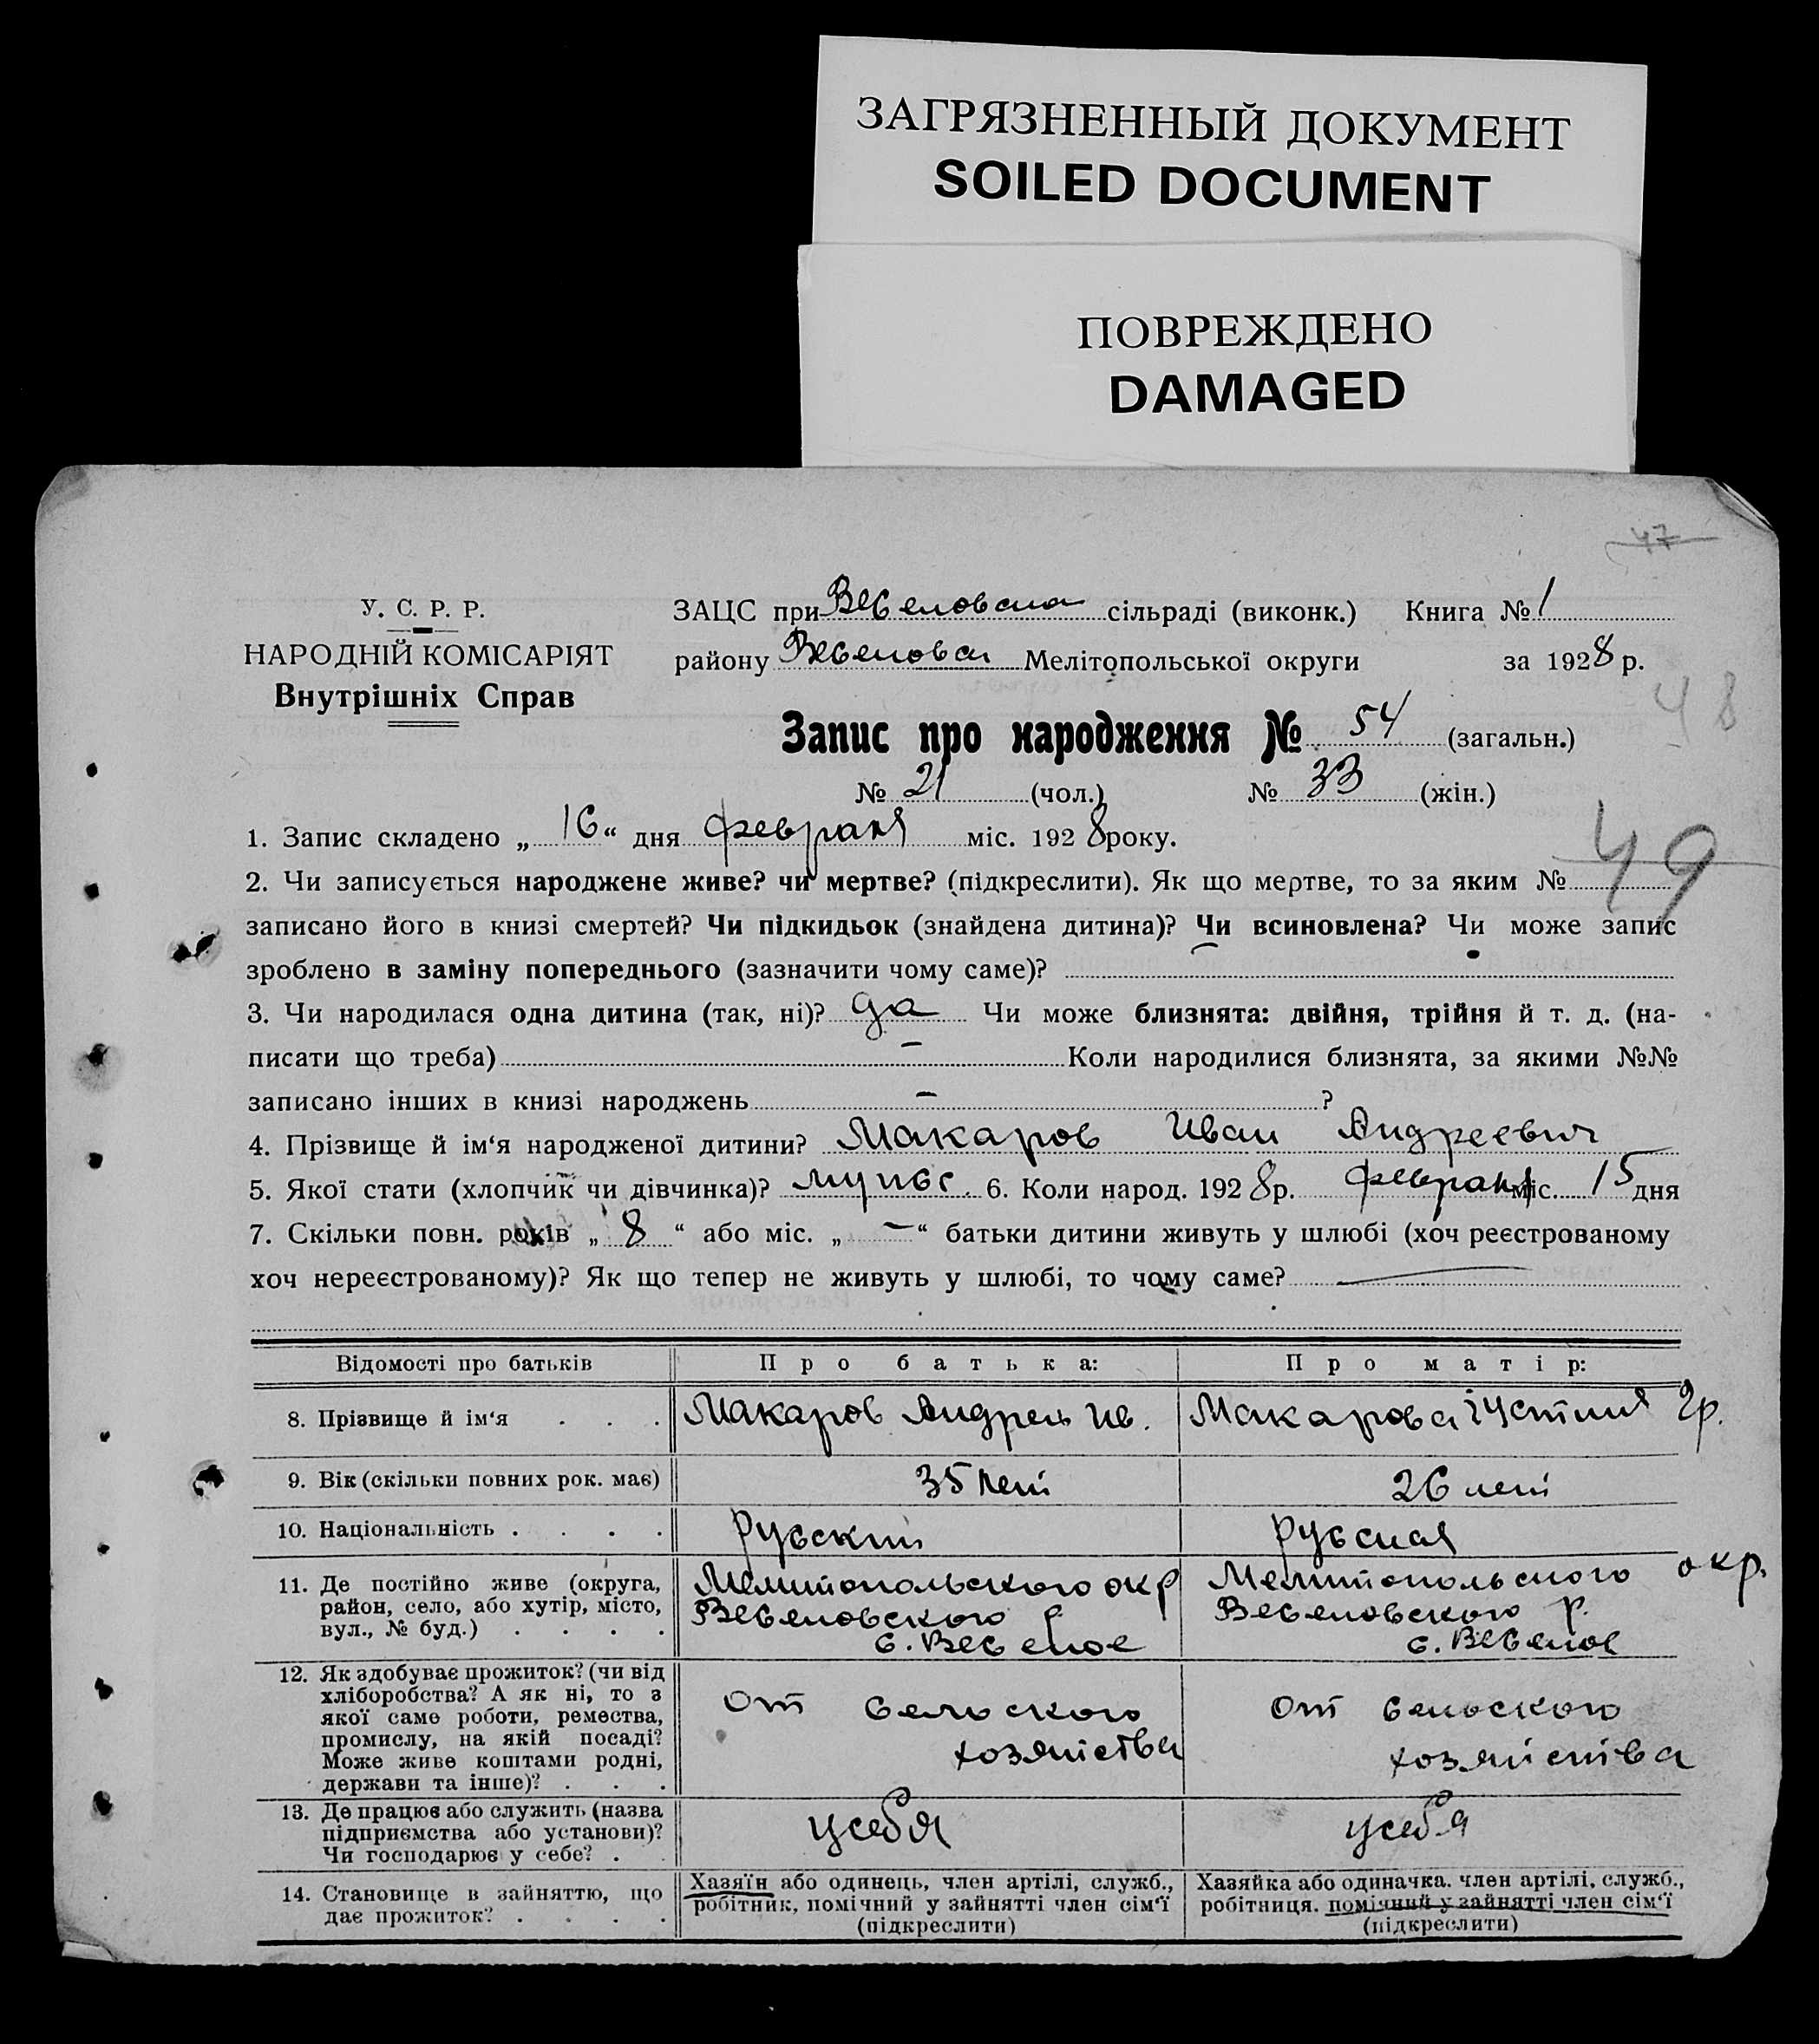 ЗАГРЯЗНЕННЫЙ ДОКУМЕНТ
SOILED DOCUMENT
ПОВРЕЖДЕНО
DAMAGED
47
У. С. Р. Р.
НАРОДНІЙ КОМІСАРІЯТ
Внутрішніх Справ
ЗАЦС при Веселовска сільраді (виконк.) Книга № 1
району Веселовск Мелітопольської округи за 1928 р.
48
Запис про народження № 54 (загальн.)
№ 21 (чол.) № 33 (жін.)
49
1. Запис складено „ 16 “ дня февраля міс. 1928 року.
2. Чи записується народжене живе? чи мертве? (підкреслити). Як що мертве, то за яким №
записано його в книзі смертей? Чи підкидьок (знайдена дитина)? Чи всиновлена? Чи може запис
зроблено в заміну попереднього (зазначити чому саме)?
3. Чи народилася одна дитина (так, ні)? да Чи може близнята: двійня, трійня й т. д. (на-
писати що треба) – Коли народилися близнята, за якими №№
записано інших в книзі народжень – ?
4. Прізвище й ім‘я народженої дитини? Макаров Иван Андреевич
5. Якої стати (хлопчик чи дівчинка)? мужс. 6. Коли народ. 1928 р. февраля міс. 15 дня
7. Скільки повн. років „ 8 “ або міс. „ – “ батьки дитини живуть у шлюбі (хоч реєстрованому
хоч нереєстрованому)? Як що тепер не живуть у шлюбі, то чому саме? —
Відомості про батьків Про батька: Про матір:
8. Прізвище й ім‘я . . . Макаров Андрей Ив. Макарова Іустиния Гр.
9. Вік (скільки повних рок. має) 35 лет 26 лет
10. Національність . . . . русский русская
11. Де постійно живе (округа,
район, село, або хутір, місто,
вул., № буд.) . . . .
Мелитопольского окр
Веселовского р.
с. Веселое
Мелитопольского окр.
Веселовского р.
с. Веселое
12. Як здобуває прожиток? (чи від
хліборобства? А як ні, то з
якої саме роботи, ремества,
промислу, на якій посаді?
Може живе коштами родні,
держави та інше)? . . .
От сельского
хозяйства
От сельского
хозяйства
13. Де працює або служить (назва
підприємства або установи)?
Чи господарює у себе? . .
у себя
у себя
14. Становище в зайняттю, що
дає прожиток? . . . .
Хазяїн або одинець, член артілі, служб.,
робітник, помічний у зайнятті член сім‘ї
(підкреслити)
Хазяйка або одиначка. член артілі, служб.,
робітниця. помічний у зайнятті член сім‘ї
(підкреслити)